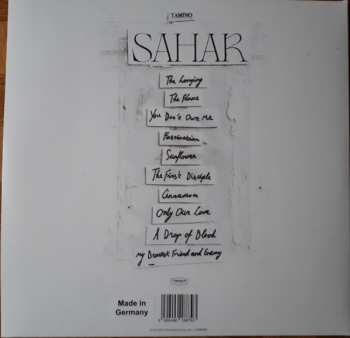 TAMINO
SAHAR
The Longing
The Flame
You Don't Own Me
Fascination
Sunflower
The First Disciple
Cinnamon
Only Our Love
A Drop of Blood
my Dearest Friend and Enemy
Made in
Germany